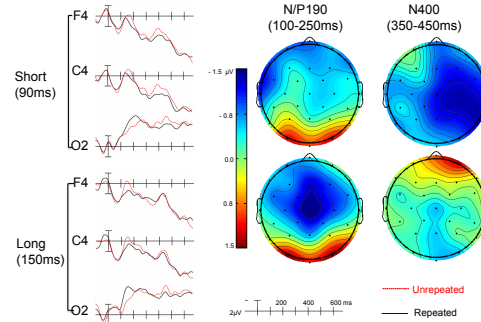 N/P190
(100-250ms)
N400
(350-450ms)
F4
Short
(90ms)
C4
O2
- 1.5 µV
- 0.8
0.0
0.8
1.5
F4
Long
(150ms)
C4
O2
200 400 600 ms
2µV
Unrepeated
Repeated